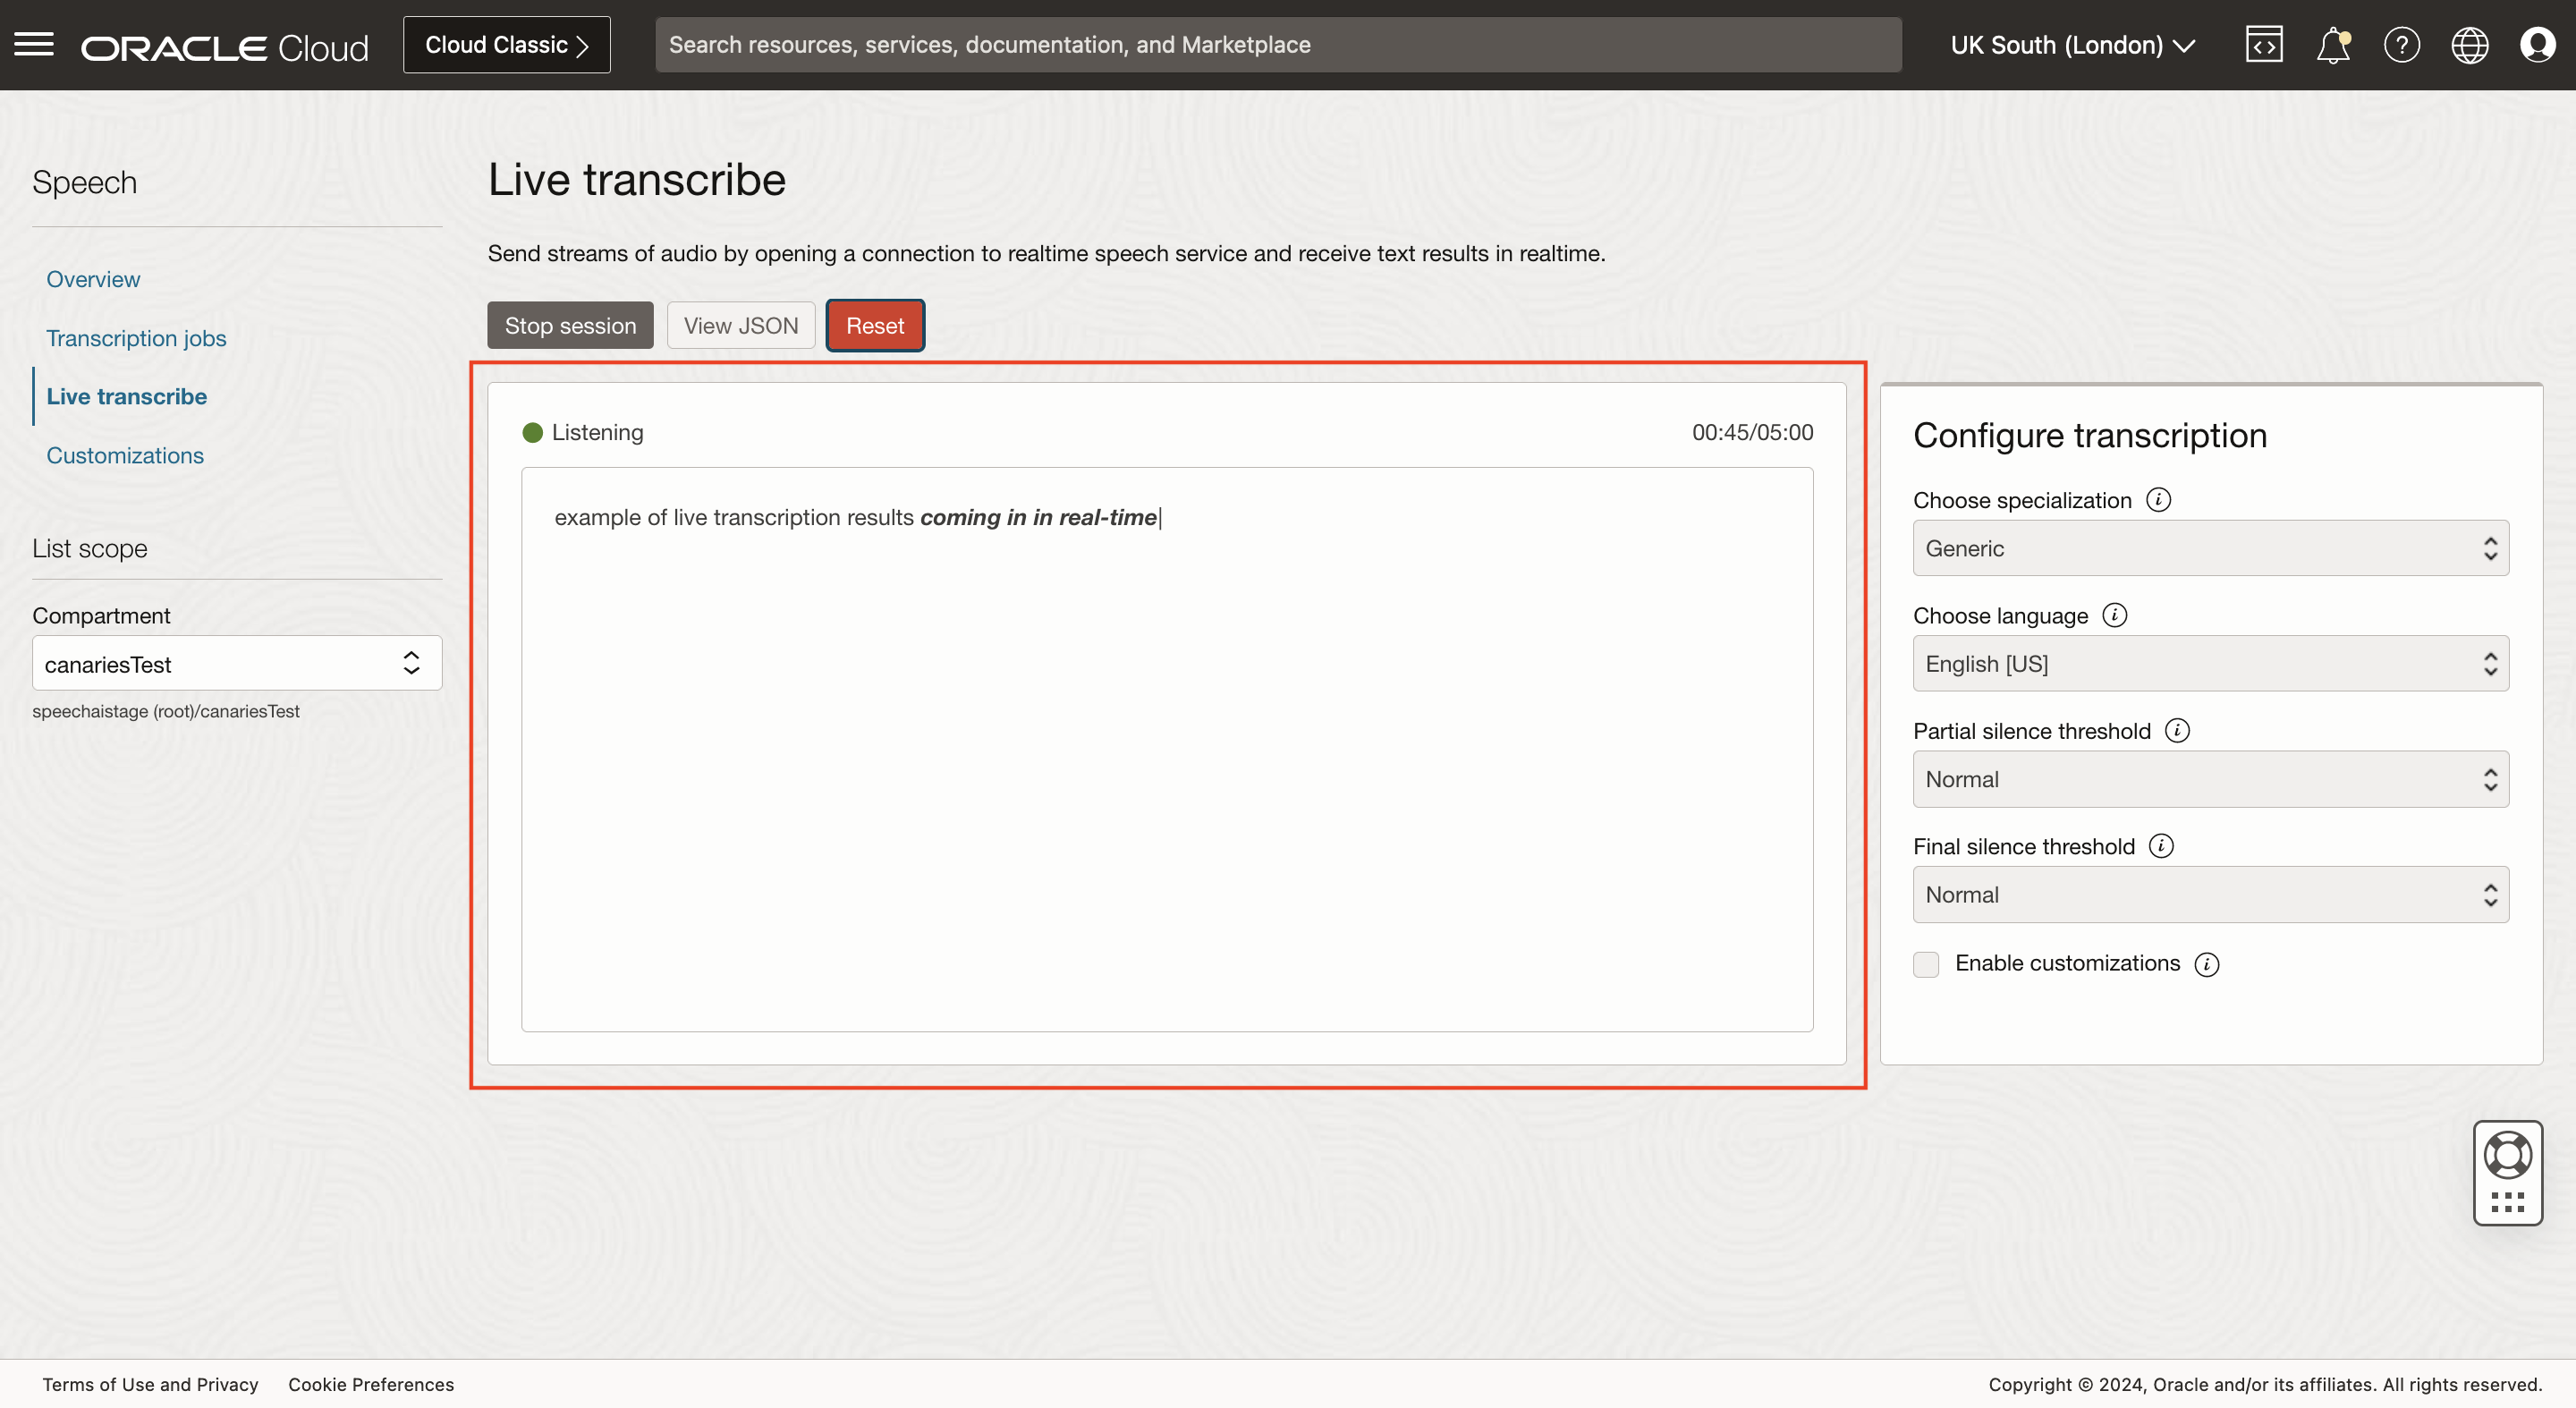 ORACLE Cloud
Cloud Classic
Search resources, services, documentation, and Marketplace
UK South (London)
Speech
Overview
Transcription jobs
Live transcribe
Customizations
List scope
Compartment
canariesTest
speechaistage (root)/canariesTest
Live transcribe
Send streams of audio by opening a connection to realtime speech service and receive text results in realtime.
Stop session
View JSON
Reset
Listening
00:45/05:00
example of live transcription results coming in in real-time
Configure transcription
Choose specialization
Generic
Choose language
English [US]
Partial silence threshold
Normal
Final silence threshold
Normal
Enable customizations
Terms of Use and Privacy
Cookie Preferences
Copyright © 2024, Oracle and/or its affiliates. All rights reserved.